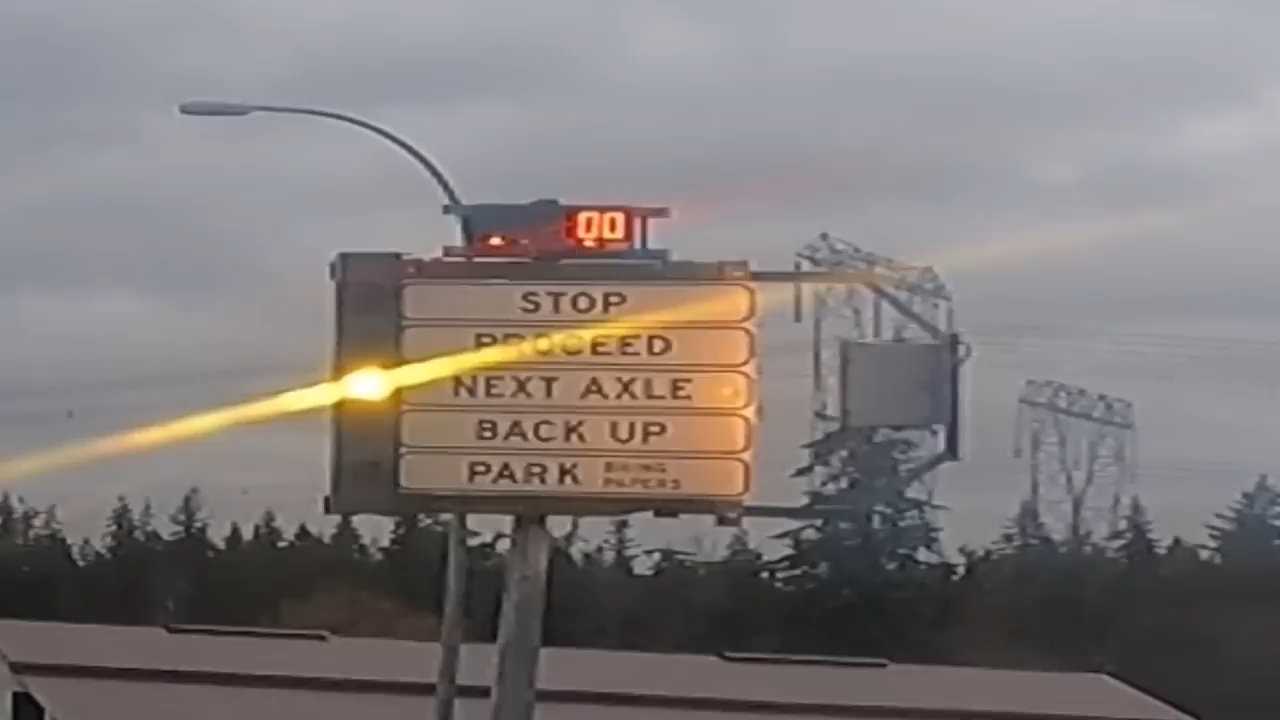 00
STOP
PROCEED
NEXT AXLE
BACK UP
PARK BRING PAPERS